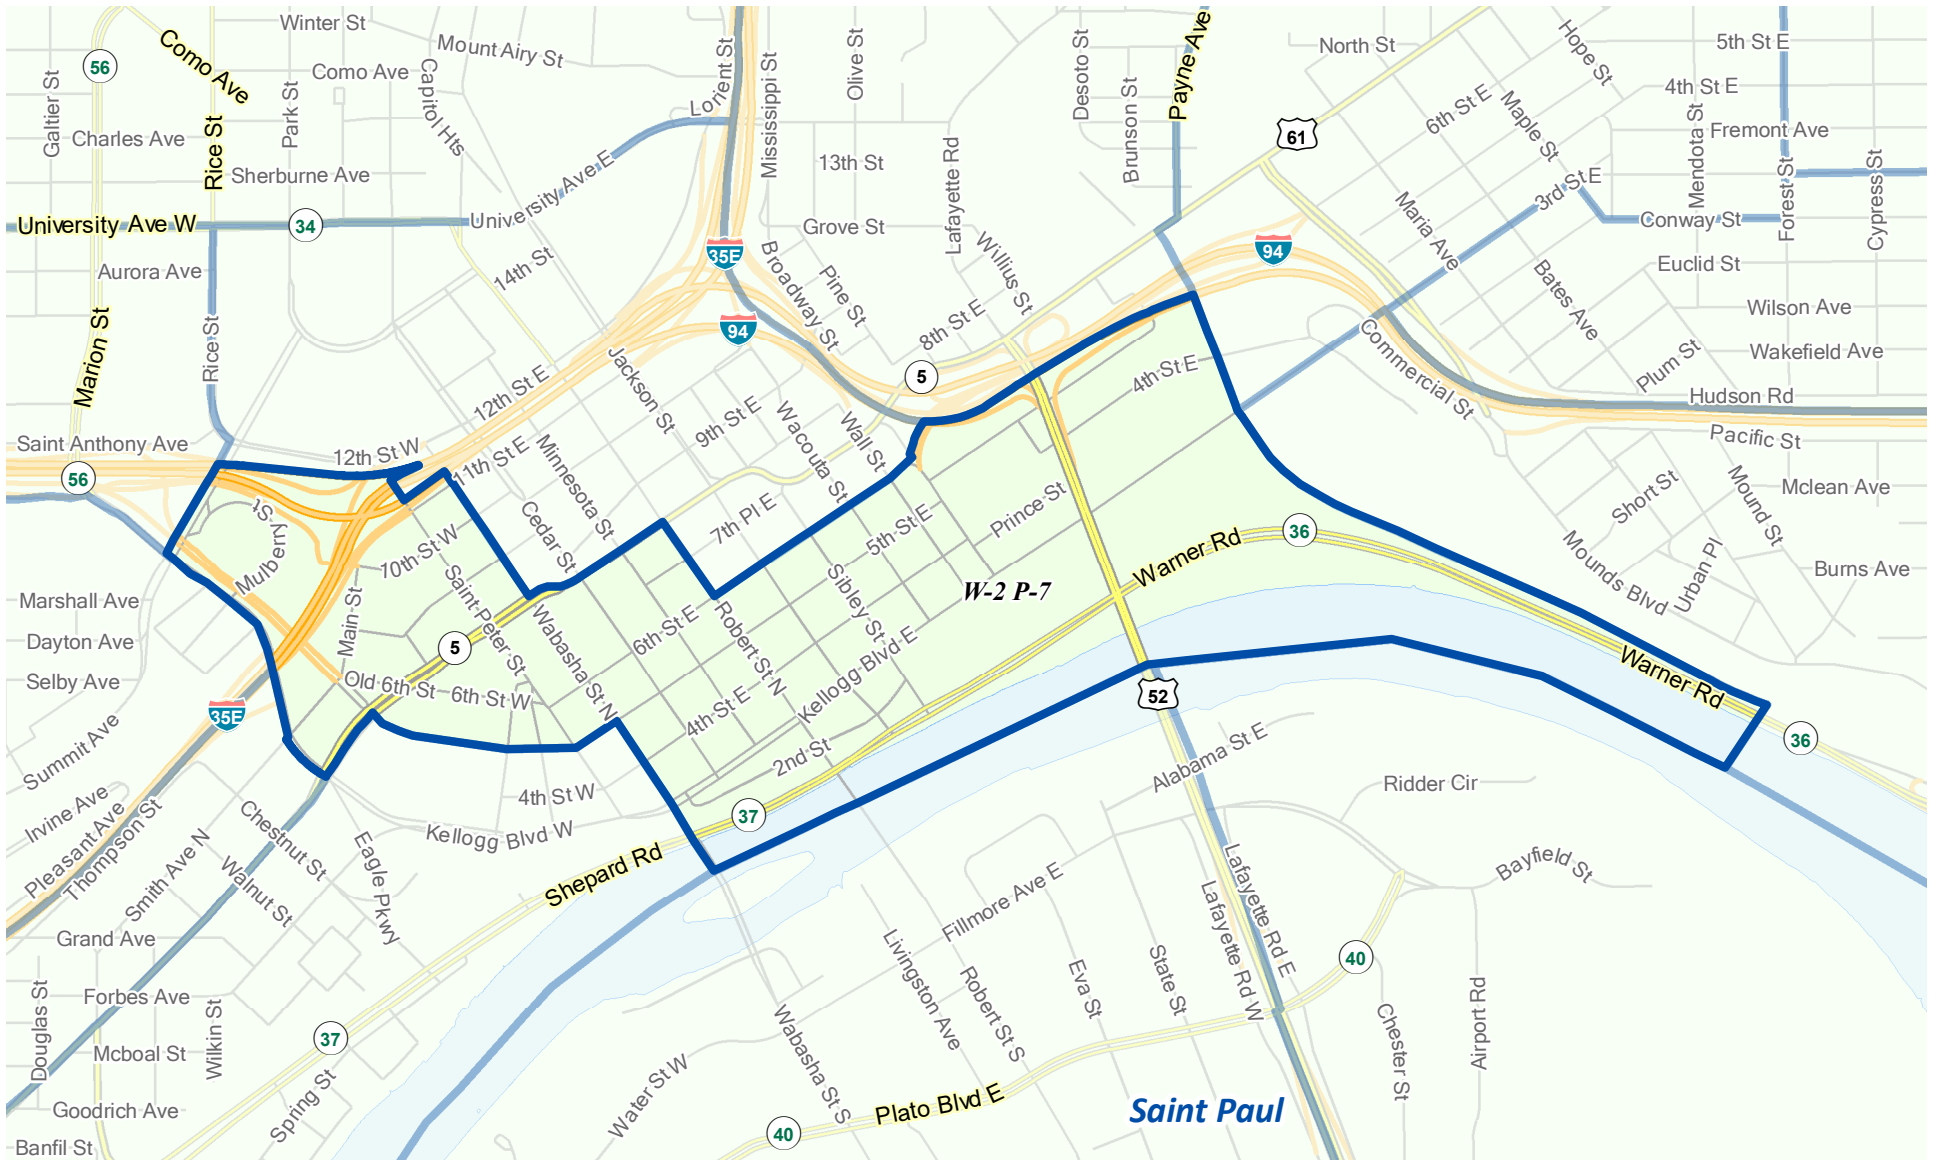 Winter St
Mount Airy St
Como Ave
56
Galtier St
Charles Ave
Rice St
Park St
Como Ave
Capitol Hts
Sherburne Ave
University Ave W
34
University Ave E
Lorient St
Mississippi St
Olive St
13th St
Grove St
Lafayette Rd
Desoto St
Brunson St
Payne Ave
North St
61
Hope St
5th St E
4th St E
6th St E
Maple St
Mendota St
Fremont Ave
Forest St
Cypress St
3rd St E
Conway St
Maria Ave
Euclid St
Bates Ave
Wilson Ave
Wakefield Ave
Plum St
Hudson Rd
Pacific St
Commercial St
94
Aurora Ave
Marion St
Rice St
14th St
35E
94
Broadway St
Pine St
Willius St
8th St E
5
4th St E
Saint Anthony Ave
56
12th St W
12th St E
11th St E
Jackson St
9th St E
Wacouta St
Wall St
Minnesota St
Cedar St
7th Pl E
5th St E
Prince St
Mulberry St
10th St W
Saint Peter St
Main St
Marshall Ave
Dayton Ave
Selby Ave
Summit Ave
35E
5
Old 6th St
6th St W
Wabasha St N
6th St E
Robert St N
Sibley St
Kellogg Blvd E
4th St E
2nd St
W-2 P-7
Warner Rd
36
Short St
Mound St
Mclean Ave
Mounds Blvd
Urban Pl
Burns Ave
Warner Rd
36
52
Alabama St E
Ridder Cir
Bayfield St
Irvine Ave
Pleasant Ave
Thompson St
Smith Ave N
Chestnut St
Walnut St
Eagle Pkwy
4th St W
Kellogg Blvd W
37
Shepard Rd
Grand Ave
Forbes Ave
Douglas St
Mcboal St
Wilkin St
Goodrich Ave
Banfil St
37
Spring St
Water St W
Wabasha St S
Livingston Ave
Fillmore Ave E
Robert St S
Eva St
State St
Lafayette Rd W
Lafayette Rd E
40
Chester St
Airport Rd
40
Plato Blvd E
Saint Paul